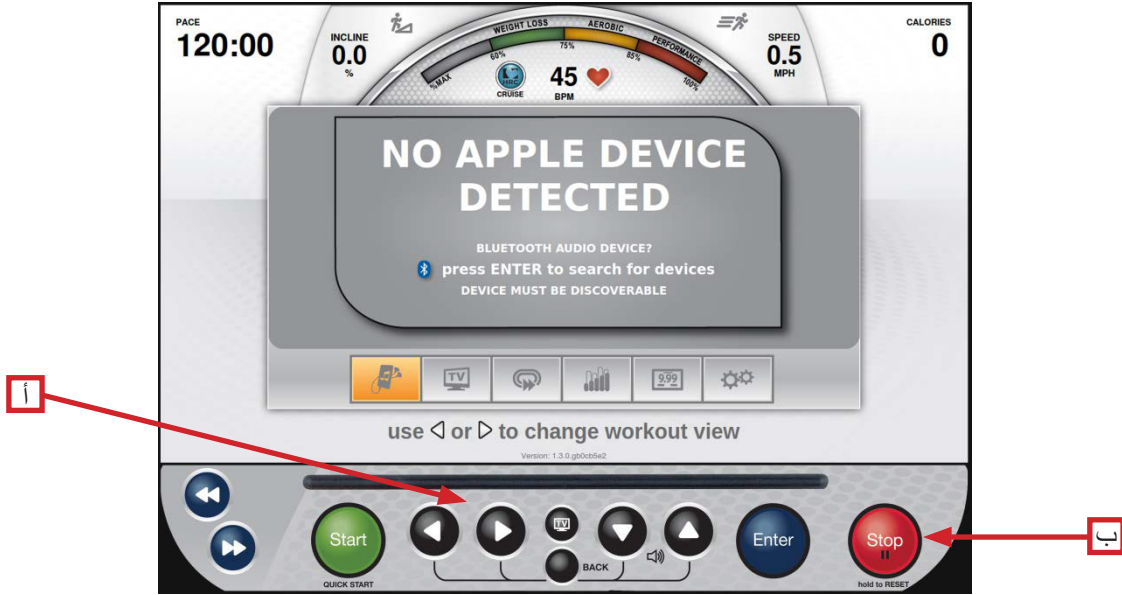 PACE
120:00
INCLINE
0.0
%
WEIGHT LOSS
AEROBIC
PERFORMANCE
%MAX
60%
75%
85%
100%
HRC
CRUISE
45
BPM
SPEED
0.5
MPH
CALORIES
0
NO APPLE DEVICE
DETECTED
BLUETOOTH AUDIO DEVICE?
press ENTER to search for devices
DEVICE MUST BE DISCOVERABLE
TV
9.99
أ
use ◁ or ▷ to change workout view
Version: 1.3.0.gb0cb5e2
Start
QUICK START
TV
BACK
Enter
Stop
hold to RESET
ب